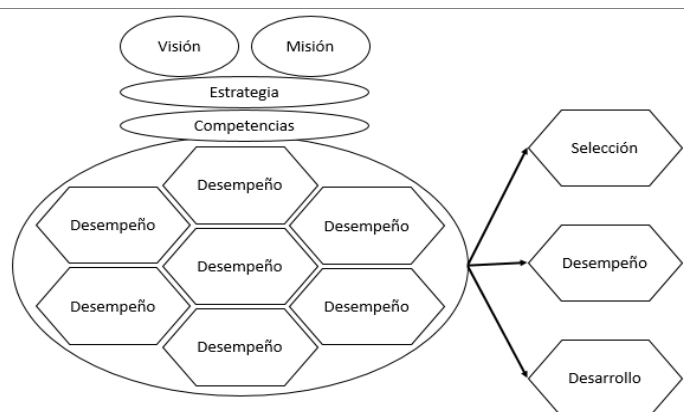 Visión
Misión
Estrategia
Competencias
Desempeño
Desempeño
Desempeño
Desempeño
Desempeño
Desempeño
Desempeño
Selección
Desempeño
Desarrollo